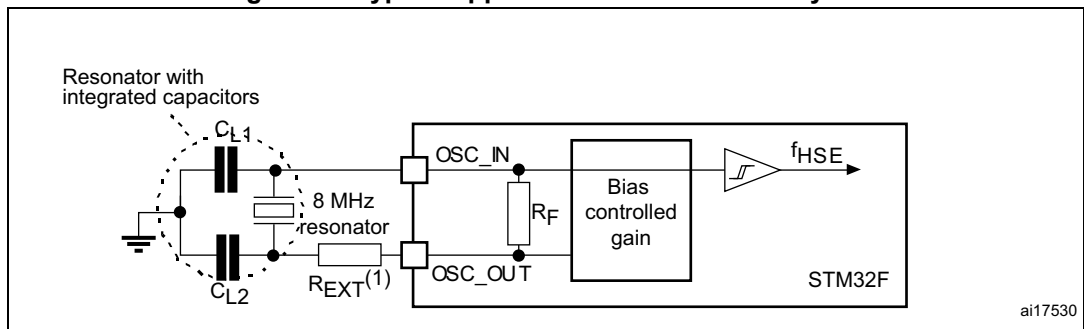 Resonator with
integrated capacitors
CL1
OSC_IN
fHSE
8 MHz
resonator
RF
Bias
controlled
gain
REXT(1)
OSC_OUT
STM32F
CL2
ai17530